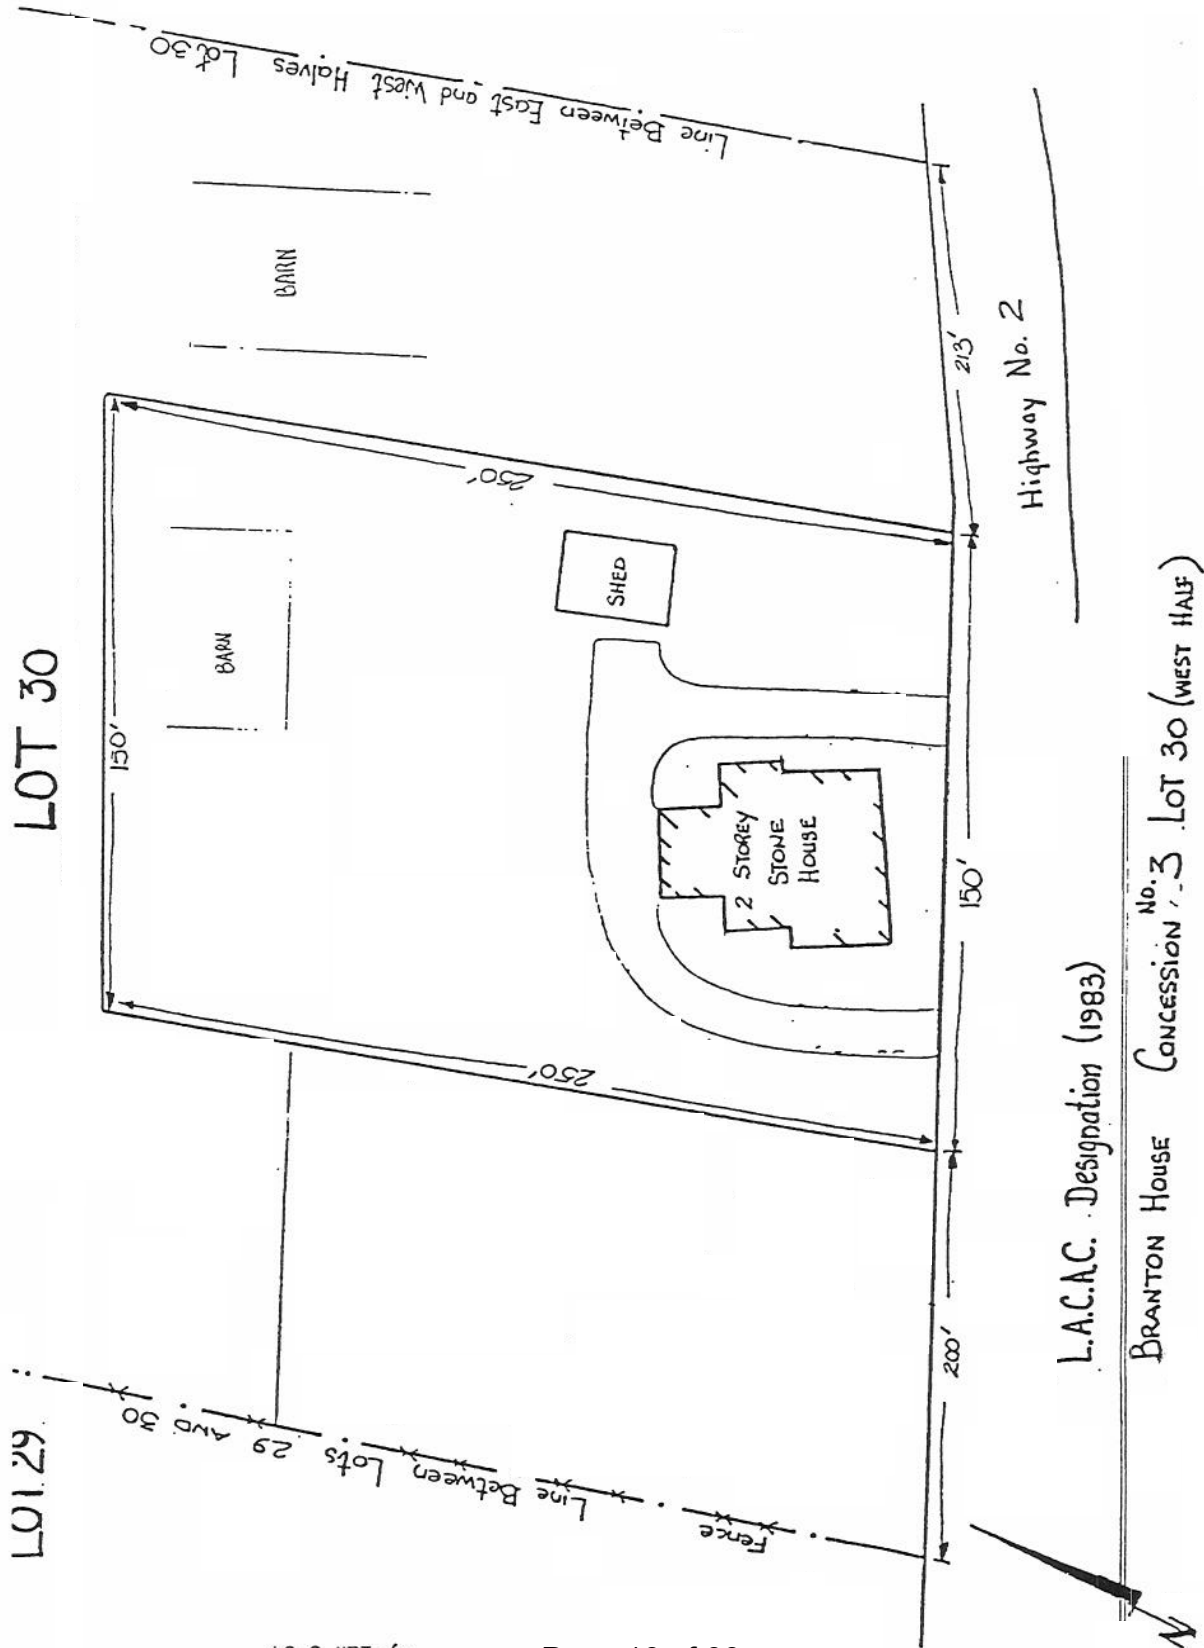 LOT 29
LOT 30
Line Between East and West Halves Lot 30
BARN
BARN
150'
250'
250'
SHED
2 STOREY
STONE
HOUSE
Fence
Line Between Lots 29 AND 30
200'
150'
213'
Highway No. 2
L.A.C.A.C. Designation (1983)
BRANTON HOUSE CONCESSION No. 3 LOT 30 (WEST HALF)
N